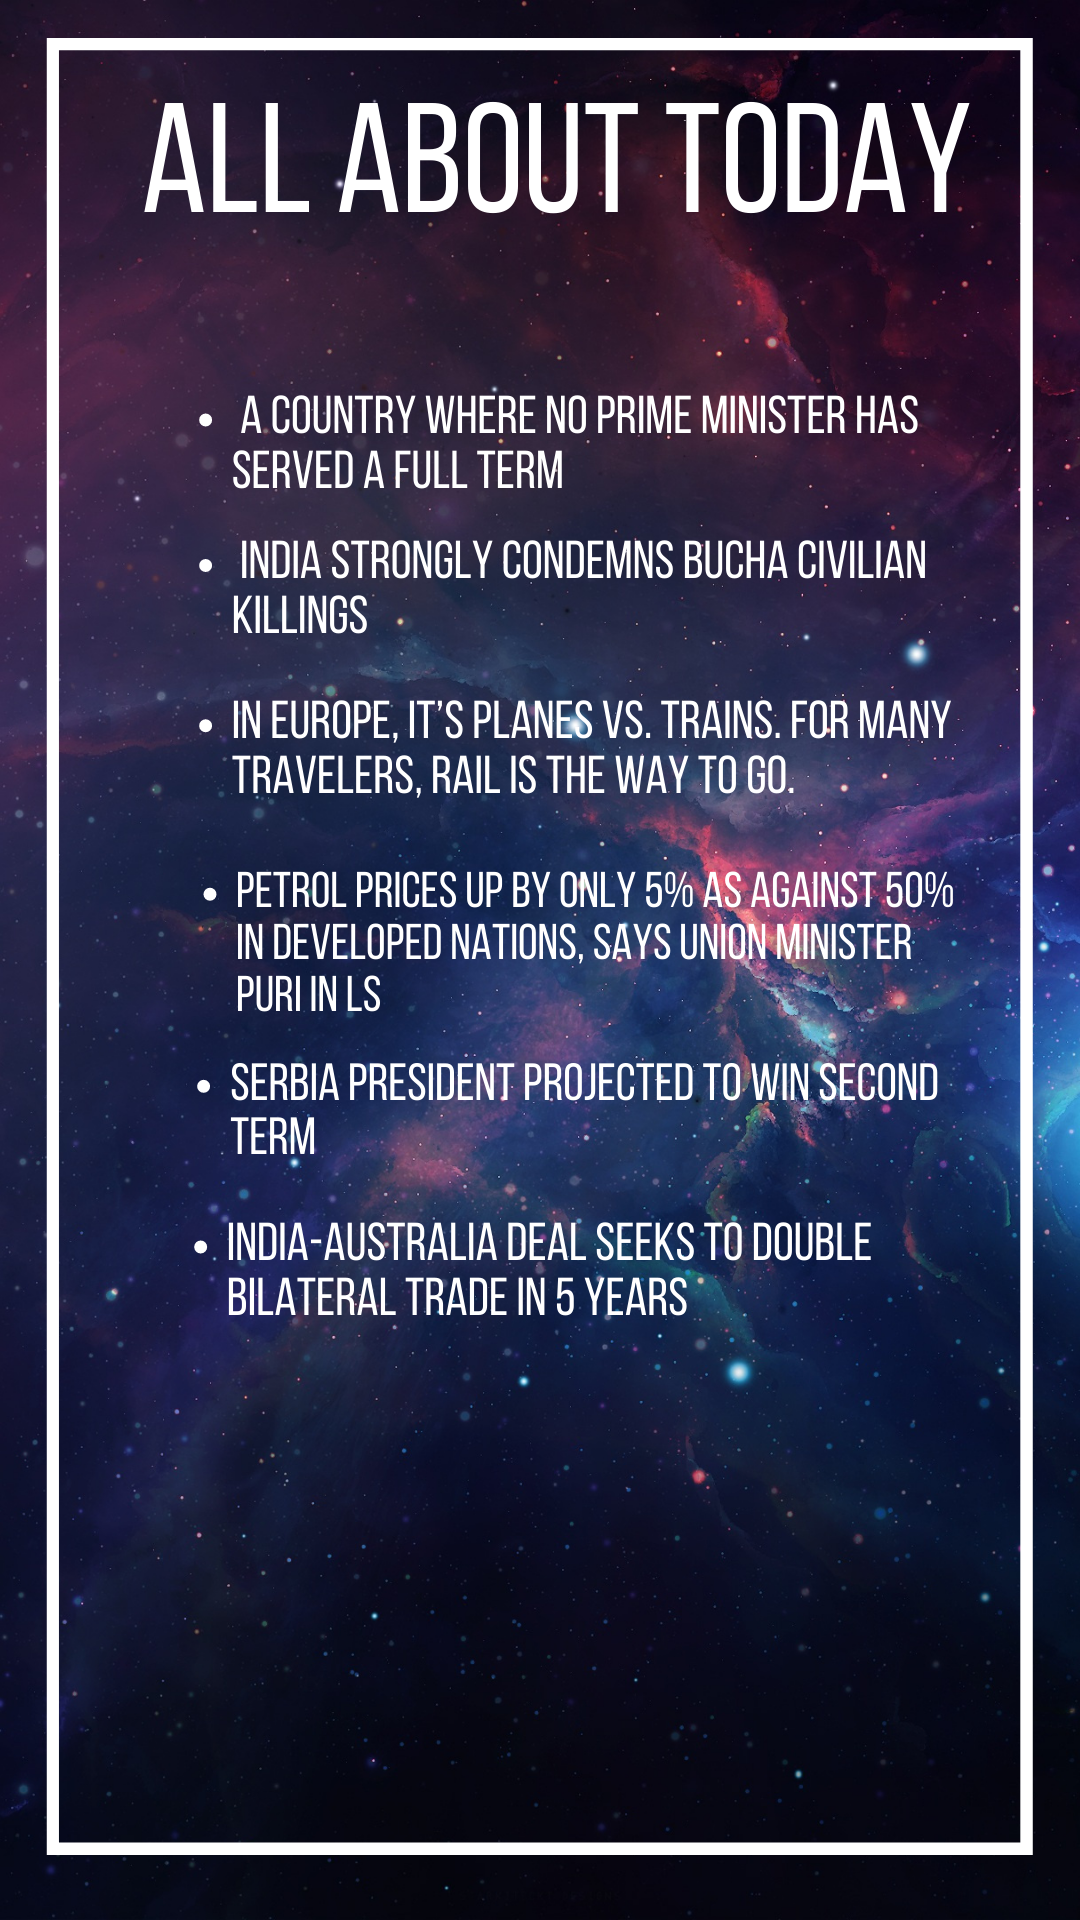 ALL ABOUT TODAY
• A COUNTRY WHERE NO PRIME MINISTER HAS
SERVED A FULL TERM
• INDIA STRONGLY CONDEMNS BUCHA CIVILIAN
KILLINGS
• IN EUROPE, IT’S PLANES VS. TRAINS. FOR MANY
TRAVELERS, RAIL IS THE WAY TO GO.
• PETROL PRICES UP BY ONLY 5% AS AGAINST 50%
IN DEVELOPED NATIONS, SAYS UNION MINISTER
PURI IN LS
• SERBIA PRESIDENT PROJECTED TO WIN SECOND
TERM
• INDIA-AUSTRALIA DEAL SEEKS TO DOUBLE
BILATERAL TRADE IN 5 YEARS